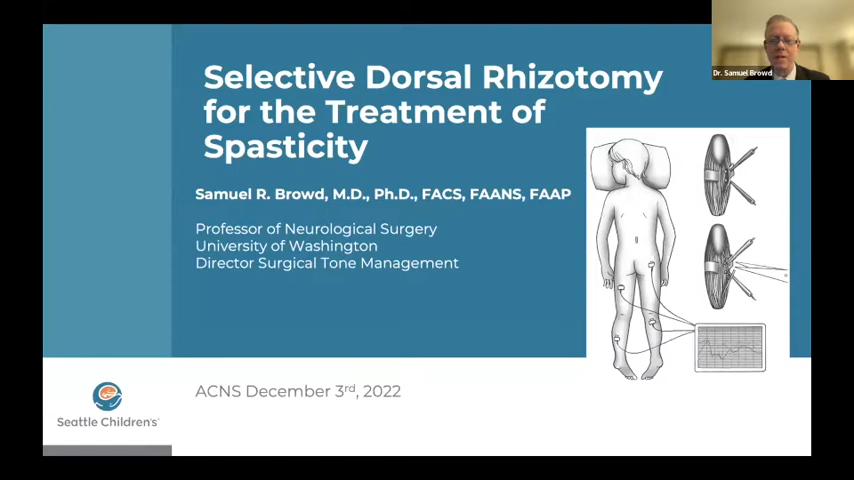 Selective Dorsal Rhizotomy
for the Treatment of
Spasticity
Samuel R. Browd, M.D., Ph.D., FACS, FAANS, FAAP
Professor of Neurological Surgery
University of Washington
Director Surgical Tone Management
ACNS December 3rd, 2022
Seattle Children's®
Dr. Samuel Browd